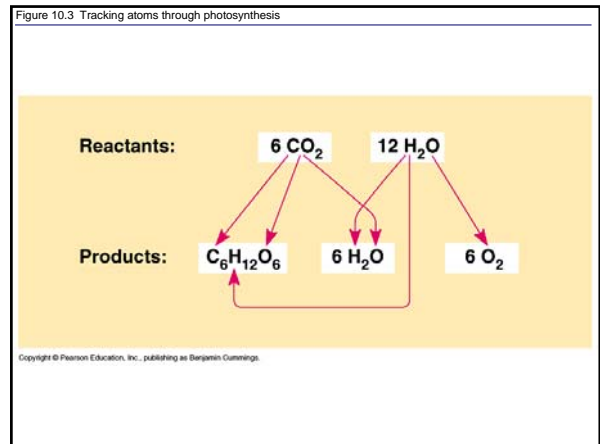 Figure 10.3 Tracking atoms through photosynthesis
Reactants: 6 CO₂ 12 H₂O
Products: C₆H₁₂O₆ 6 H₂O 6 O₂
Copyright © Pearson Education, Inc., publishing as Benjamin Cummings.